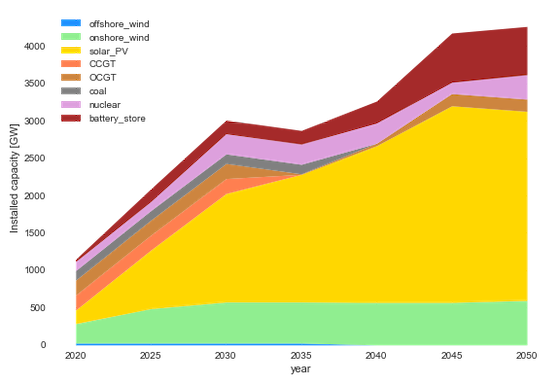 offshore_wind
onshore_wind
solar_PV
CCGT
OCGT
coal
nuclear
battery_store
Installed capacity [GW]
4000
3500
3000
2500
2000
1500
1000
500
0
2020 2025 2030 2035 2040 2045 2050
year